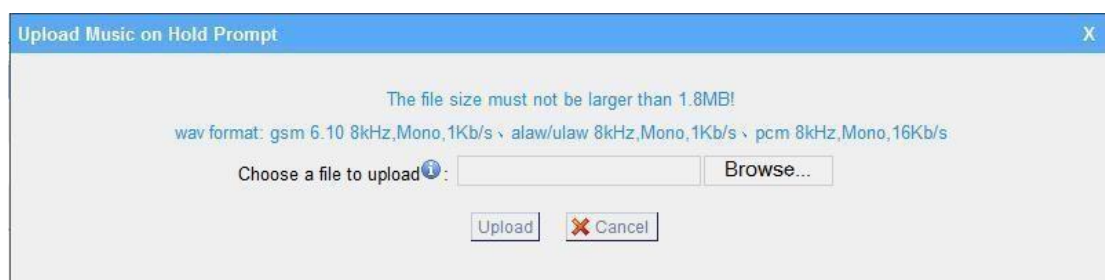 Upload Music on Hold Prompt X
The file size must not be larger than 1.8MB!
wav format: gsm 6.10 8kHz,Mono,1Kb/s、alaw/ulaw 8kHz,Mono,1Kb/s、pcm 8kHz,Mono,16Kb/s
Choose a file to upload i : Browse...
Upload Cancel